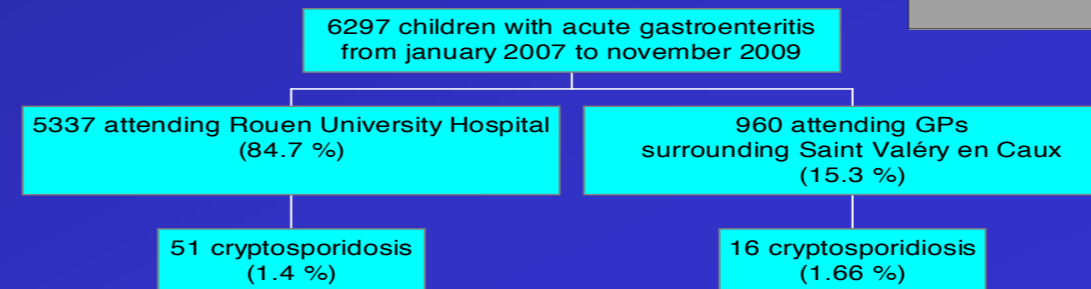 6297 children with acute gastroenteritis
from january 2007 to november 2009
5337 attending Rouen University Hospital
(84.7 %)
960 attending GPs
surrounding Saint Valéry en Caux
(15.3 %)
51 cryptosporidosis
(1.4 %)
16 cryptosporidiosis
(1.66 %)